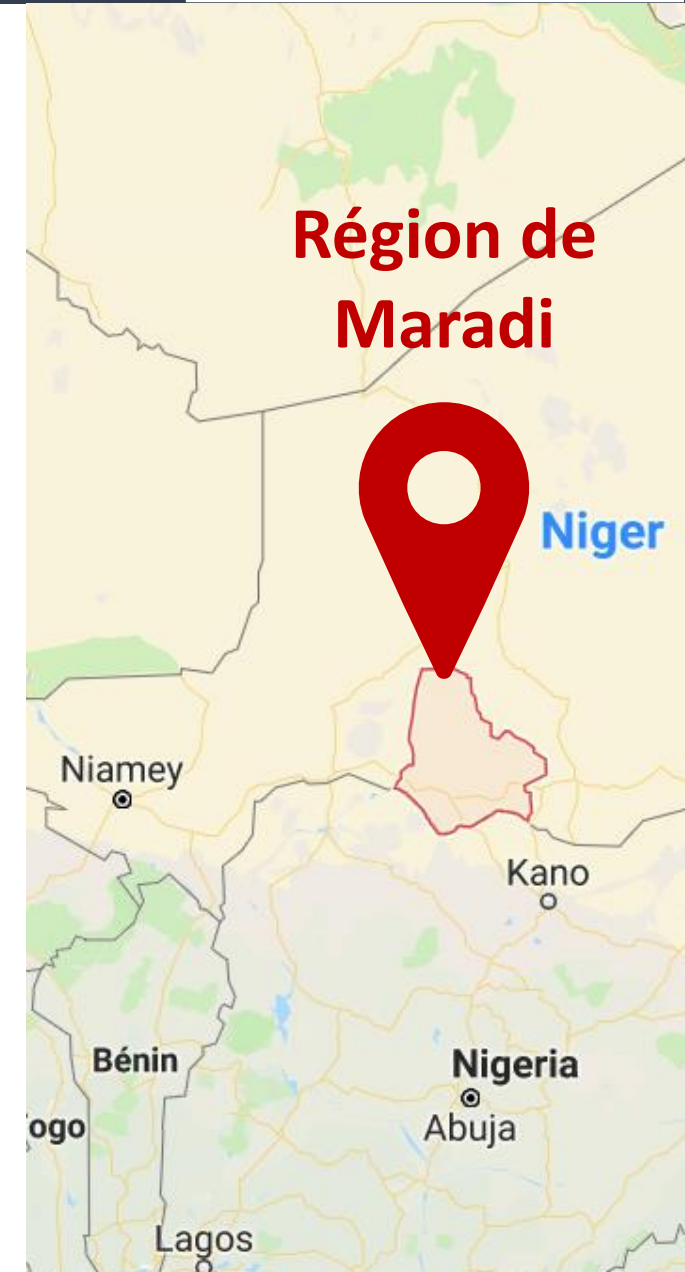 Région de
Maradi
Niger
Niamey
Kano
Bénin
Nigeria
ogo
Abuja
Lagos